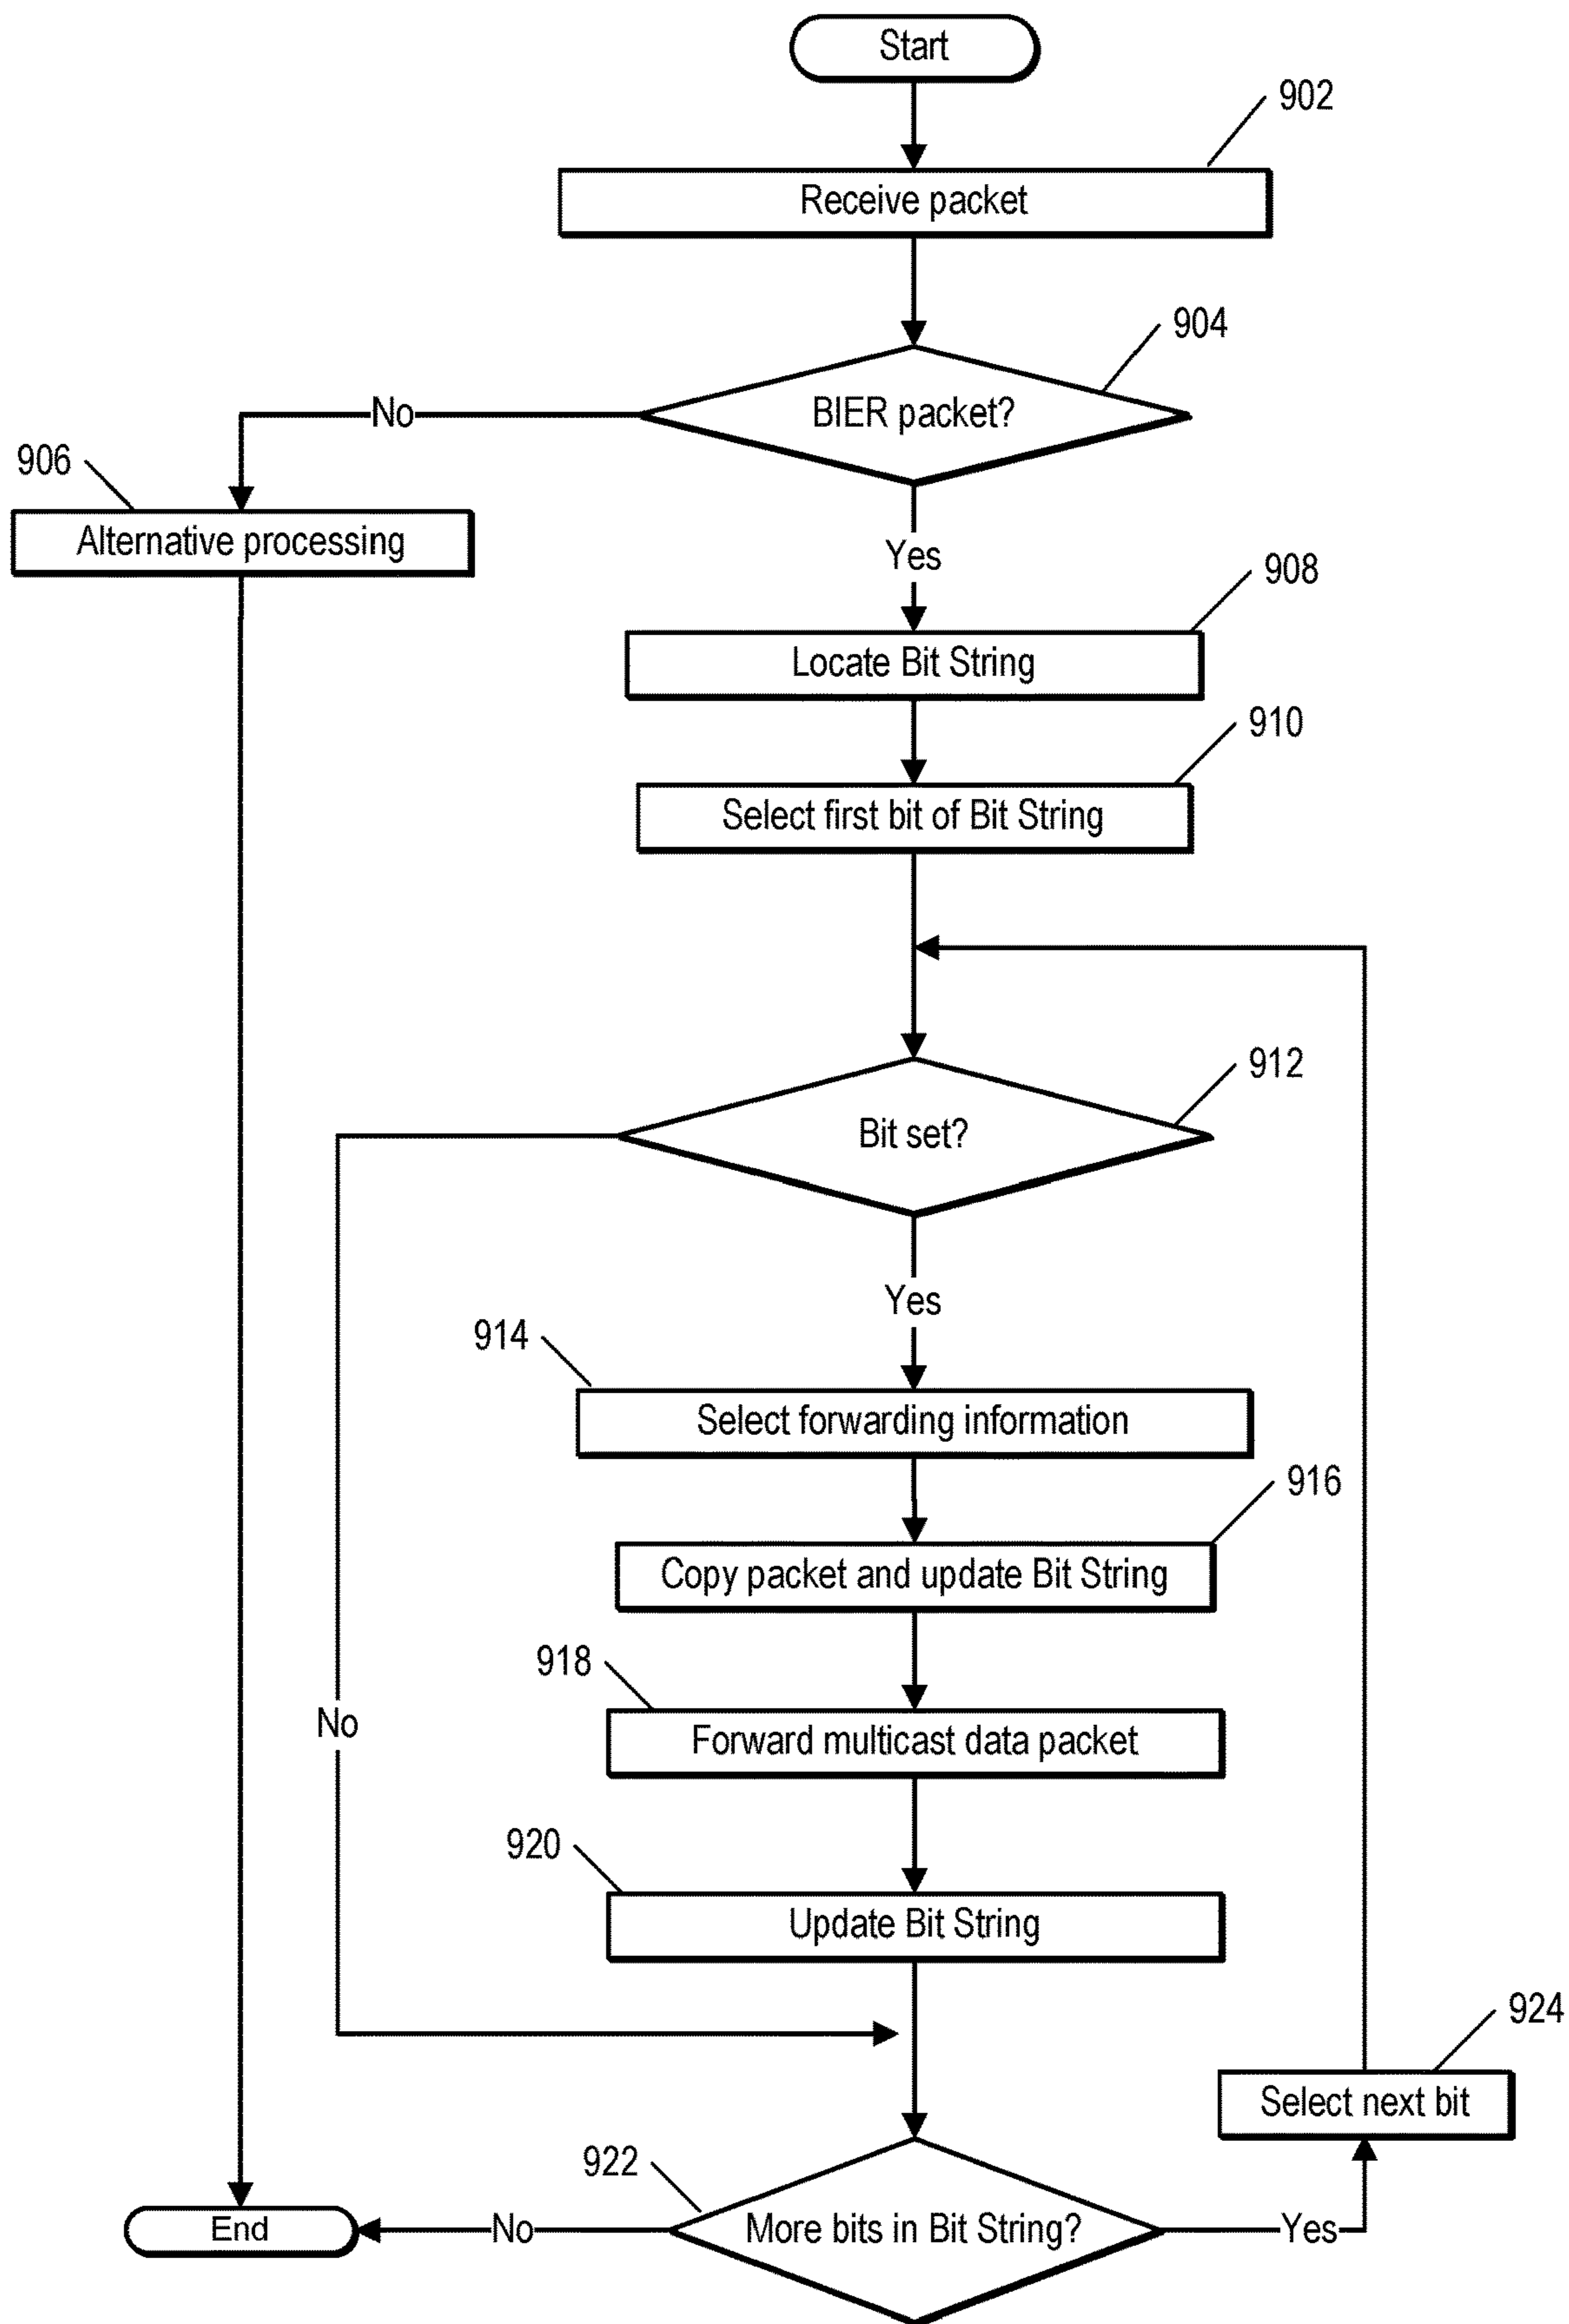 Start
902
Receive packet
904
BIER packet?
No
906
Alternative processing
Yes
908
Locate Bit String
910
Select first bit of Bit String
912
Bit set?
Yes
914
Select forwarding information
916
Copy packet and update Bit String
918
Forward multicast data packet
No
920
Update Bit String
924
Select next bit
922
More bits in Bit String?
No
Yes
End